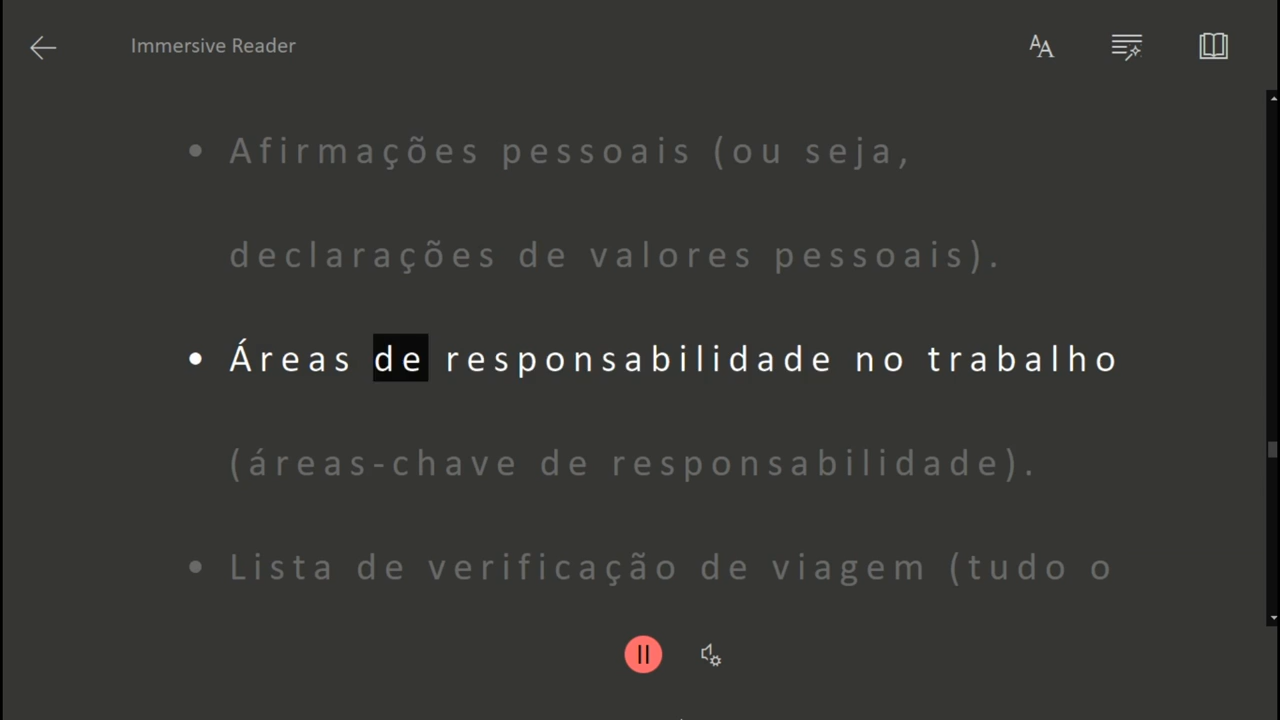 Immersive Reader
• Afirmações pessoais (ou seja,
declarações de valores pessoais).
• Áreas de responsabilidade no trabalho
(áreas-chave de responsabilidade).
• Lista de verificação de viagem (tudo o